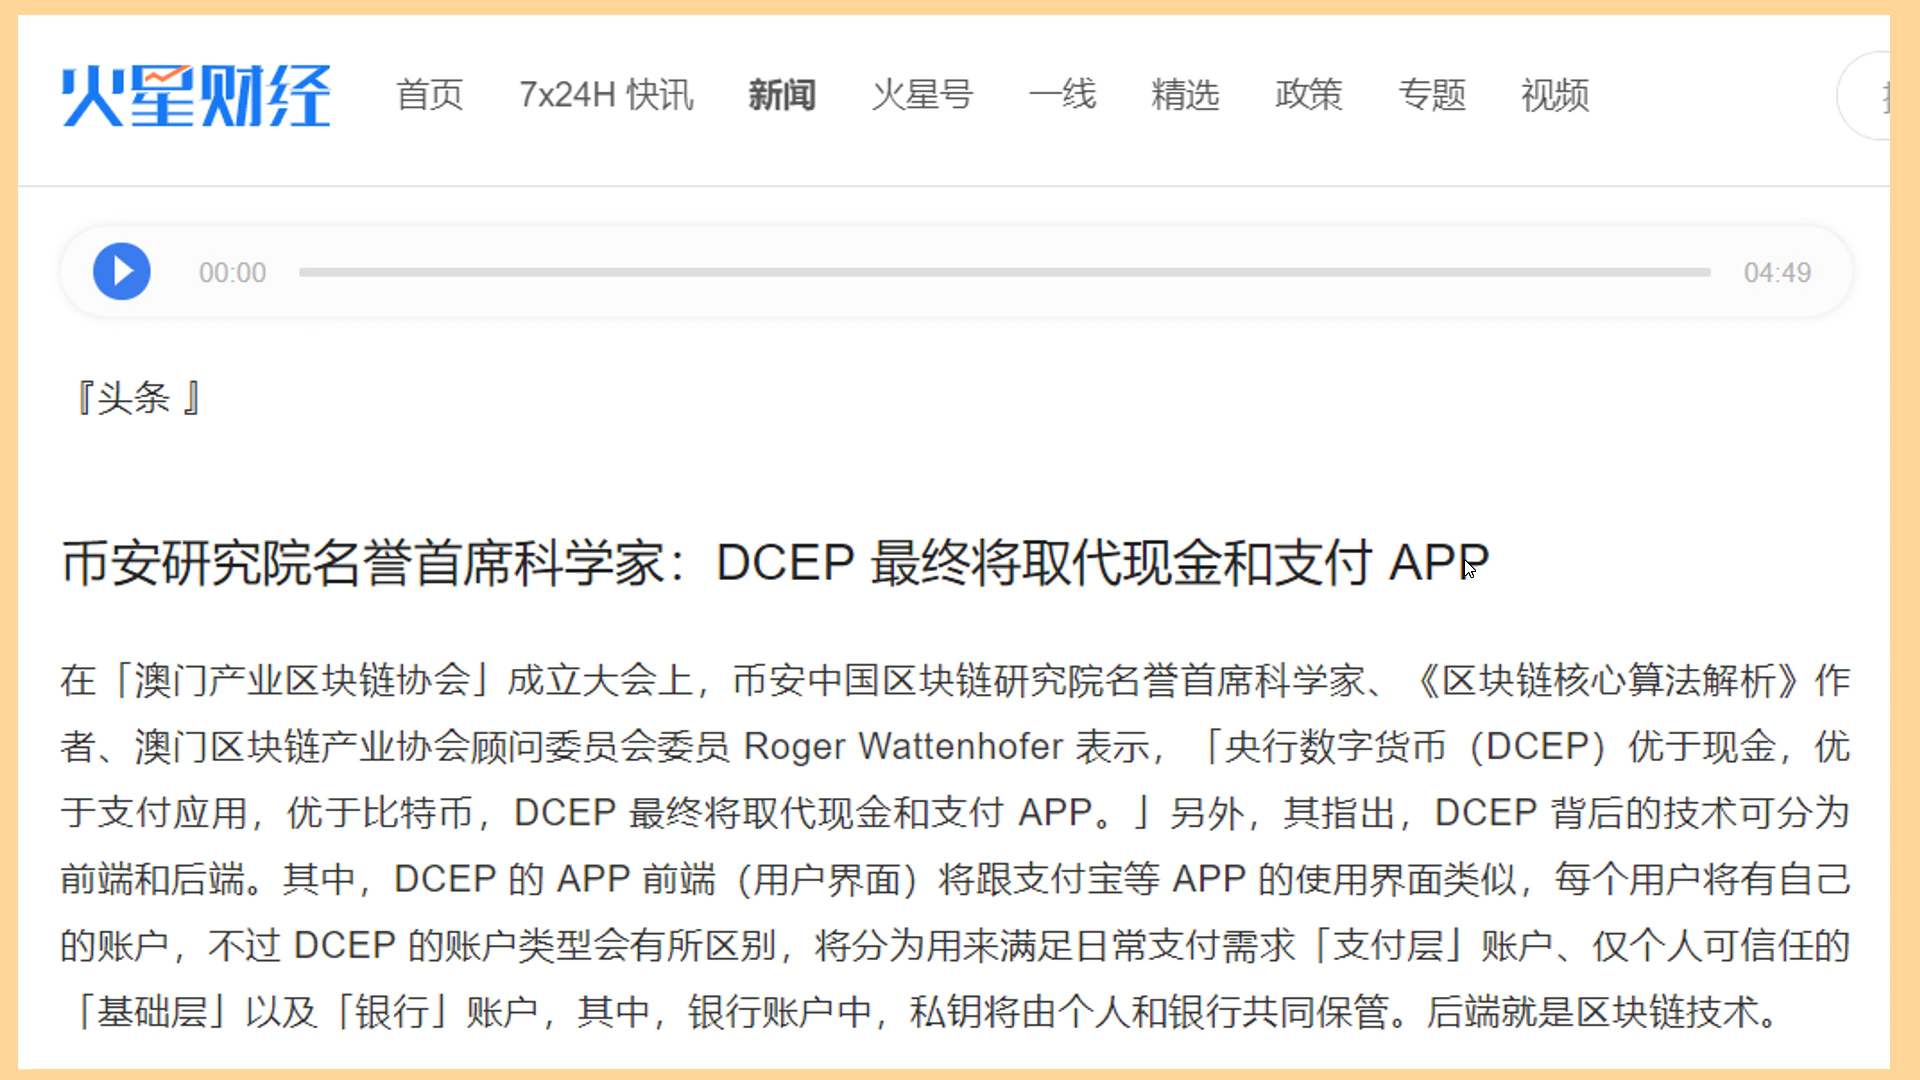 火星财经 首页 7x24H 快讯 新闻 火星号 一线 精选 政策 专题 视频
00:00 04:49
『头条 』
币安研究院名誉首席科学家：DCEP 最终将取代现金和支付 APP
在「澳门产业区块链协会」成立大会上，币安中国区块链研究院名誉首席科学家、《区块链核心算法解析》作
者、澳门区块链产业协会顾问委员会委员 Roger Wattenhofer 表示，「央行数字货币（DCEP）优于现金，优
于支付应用，优于比特币，DCEP 最终将取代现金和支付 APP。」另外，其指出，DCEP 背后的技术可分为
前端和后端。其中，DCEP 的 APP 前端（用户界面）将跟支付宝等 APP 的使用界面类似，每个用户将有自己
的账户，不过 DCEP 的账户类型会有所区别，将分为用来满足日常支付需求「支付层」账户、仅个人可信任的
「基础层」以及「银行」账户，其中，银行账户中，私钥将由个人和银行共同保管。后端就是区块链技术。